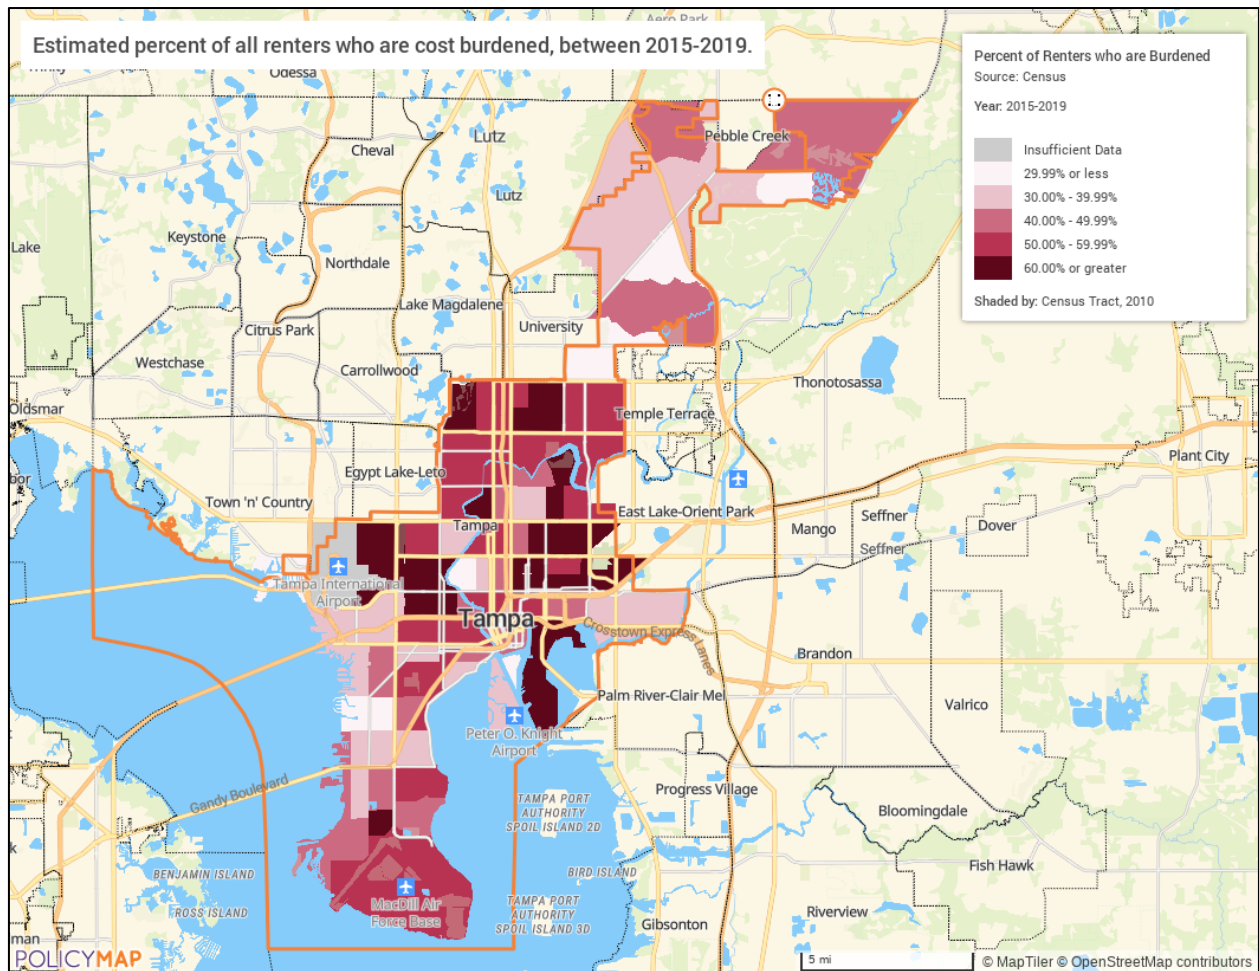 Aero Park
Estimated percent of all renters who are cost burdened, between 2015-2019.
Odessa
Percent of Renters who are Burdened
Source: Census
Year: 2015-2019
Insufficient Data
29.99% or less
30.00% - 39.99%
40.00% - 49.99%
50.00% - 59.99%
60.00% or greater
Shaded by: Census Tract, 2010
Lutz
Pebble Creek
Cheval
Lutz
Keystone
Lake
Northdale
Lake Magdalene
University
Citrus Park
Westchase
Carrollwood
Thonotosassa
Oldsmar
Temple Terrace
Plant City
Egypt Lake-Leto
bor
Town 'n' Country
East Lake-Orient Park
Seffner
Mango
Dover
Tampa
Seffner
Tampa International
Airport
Tampa
Crosstown Express Lanes
Brandon
Palm River-Clair Mel
Valrico
Peter O. Knight
Airport
Gandy Boulevard
Progress Village
TAMPA PORT
AUTHORITY
SPOIL ISLAND 2D
Bloomingdale
k
Fish Hawk
BENJAMIN ISLAND
BIRD ISLAND
MacDill Air
Force Base
ROSS ISLAND
TAMPA PORT
AUTHORITY
SPOIL ISLAND 3D
Riverview
Gibsonton
man
POLICYMAP
5 mi
© MapTiler © OpenStreetMap contributors